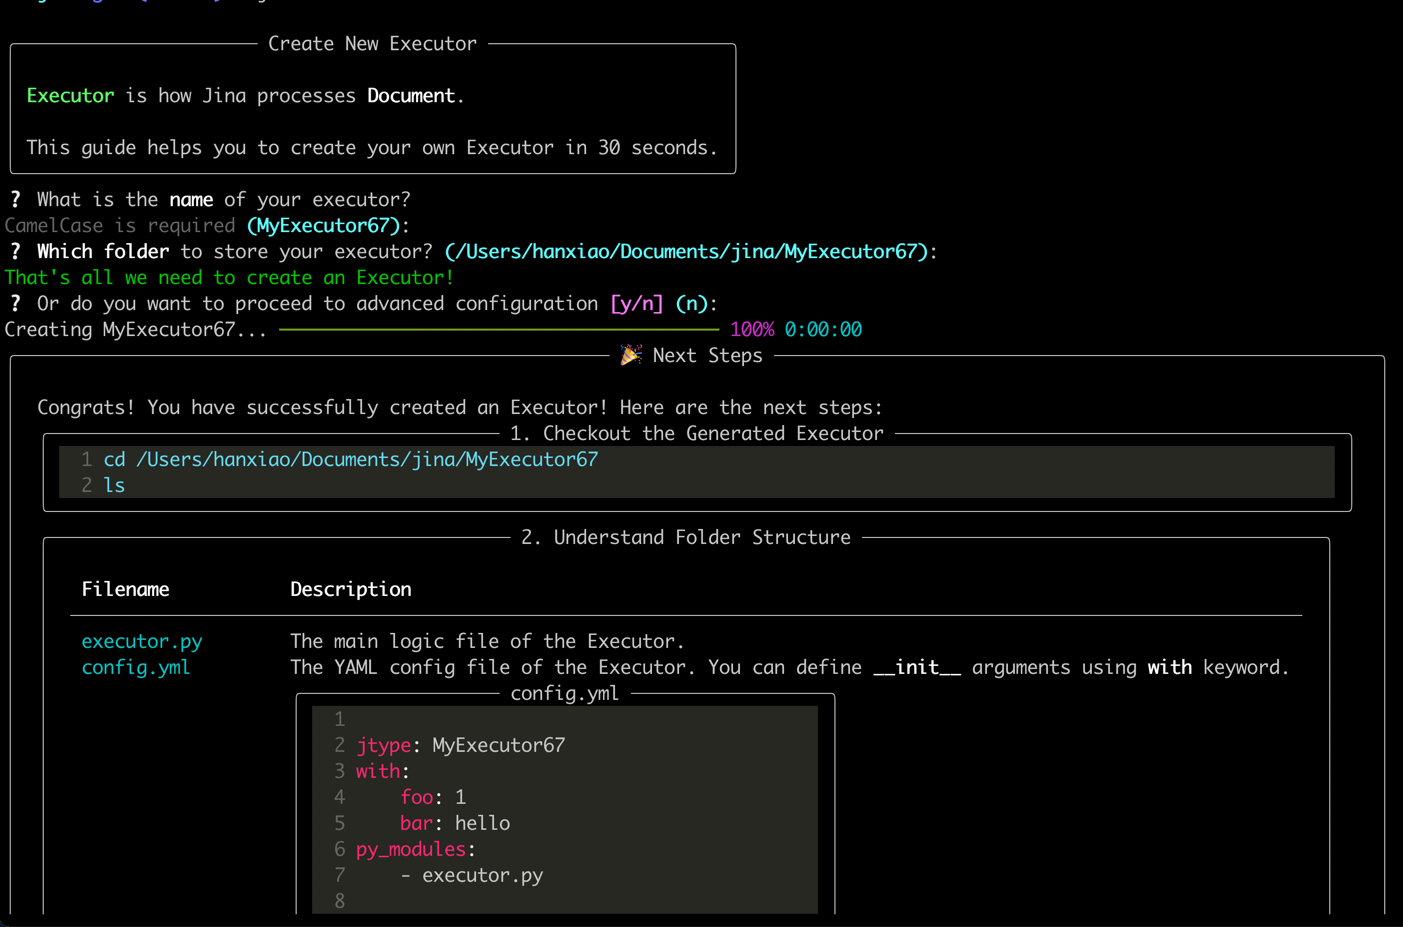 Create New Executor
Executor is how Jina processes Document.
This guide helps you to create your own Executor in 30 seconds.
? What is the name of your executor?
CamelCase is required (MyExecutor67):
? Which folder to store your executor? (/Users/hanxiao/Documents/jina/MyExecutor67):
That's all we need to create an Executor!
? Or do you want to proceed to advanced configuration [y/n] (n):
Creating MyExecutor67... 100% 0:00:00
🎉 Next Steps
Congrats! You have successfully created an Executor! Here are the next steps:
1. Checkout the Generated Executor
1 cd /Users/hanxiao/Documents/jina/MyExecutor67
2 ls
2. Understand Folder Structure
Filename Description
executor.py The main logic file of the Executor.
config.yml The YAML config file of the Executor. You can define __init__ arguments using with keyword.
config.yml
1
2 jtype: MyExecutor67
3 with:
4     foo: 1
5     bar: hello
6 py_modules:
7     - executor.py
8